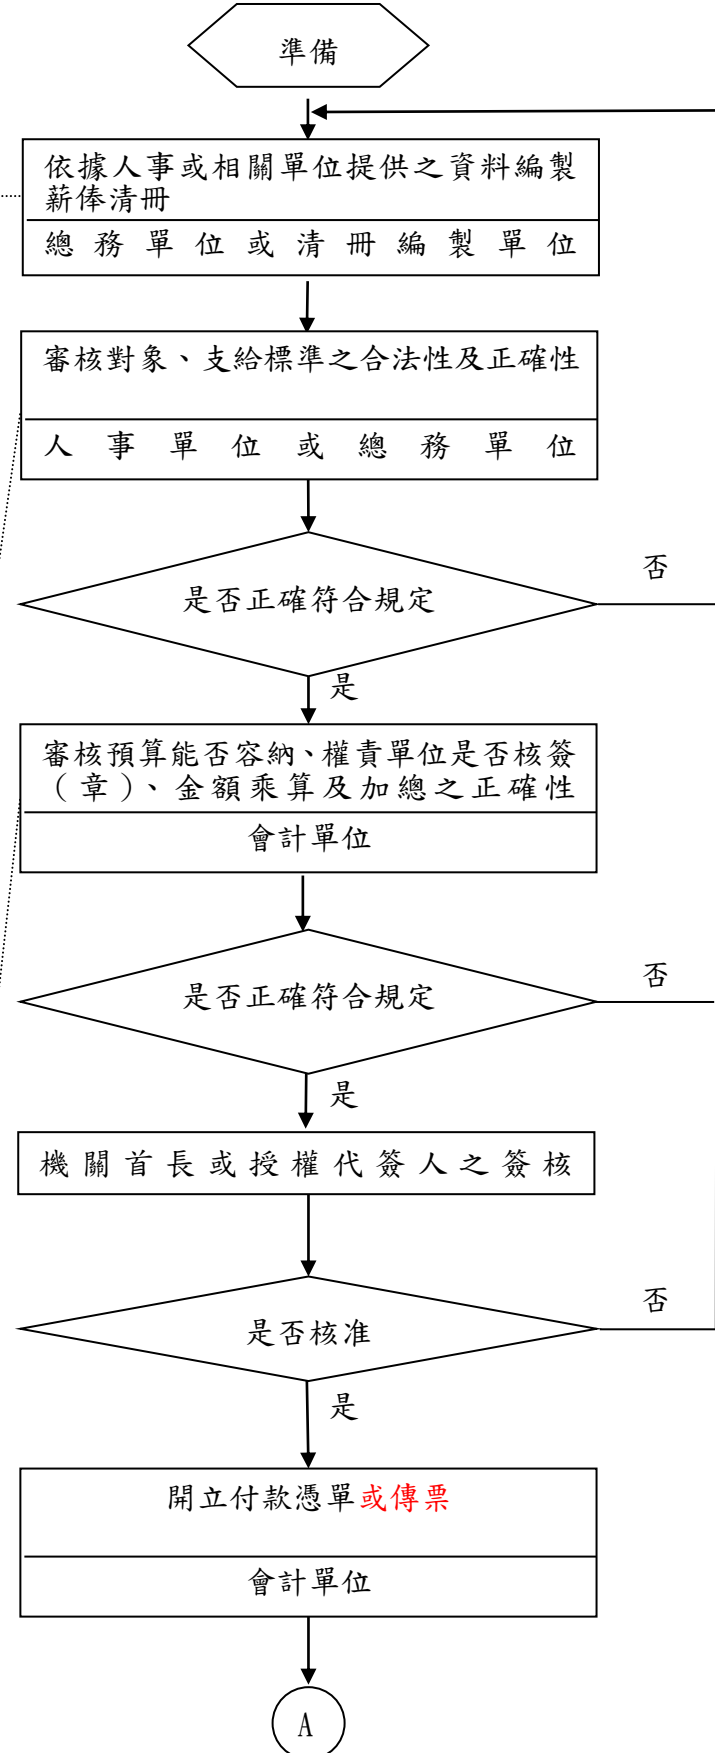 準備
依據人事或相關單位提供之資料編製
薪俸清冊
總務單位或清冊編製單位
審核對象、支給標準之合法性及正確性
人事單位或總務單位
否
是否正確符合規定
是
審核預算能否容納、權責單位是否核簽
(章)、金額乘算及加總之正確性
會計單位
否
是否正確符合規定
是
機關首長或授權代簽人之簽核
否
是否核准
是
開立付款憑單或傳票
會計單位
A